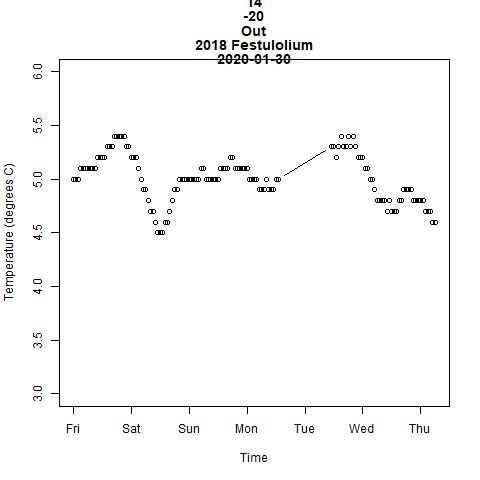 14
-20
Out
2018 Festulolium
2020-01-30
Temperature (degrees C)
6.0
5.5
5.0
4.5
4.0
3.5
3.0
Fri Sat Sun Mon Tue Wed Thu
Time